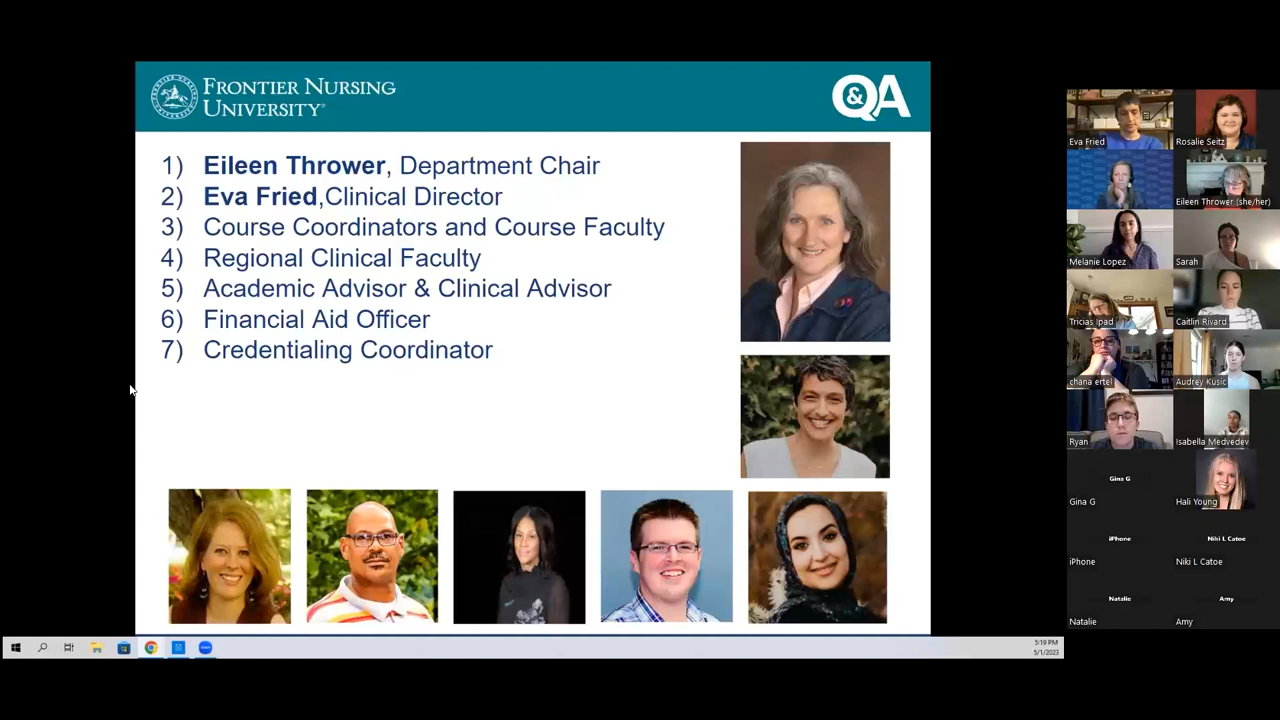 FRONTIER NURSING
UNIVERSITY®
Q&A
1) Eileen Thrower, Department Chair
2) Eva Fried,Clinical Director
3) Course Coordinators and Course Faculty
4) Regional Clinical Faculty
5) Academic Advisor & Clinical Advisor
6) Financial Aid Officer
7) Credentialing Coordinator
Eva Fried
Rosalie Seitz
Eileen Thrower (she/her)
Melanie Lopez
Sarah
Tricias Ipad
Caitlin Rivard
chana ertel
Audrey Kusic
Ryan
Isabella Medvedev
Gina G
Gina G
Hali Young
iPhone
Niki L Catoe
iPhone
Niki L Catoe
Natalie
Amy
Natalie
Amy
5:19 PM
5/1/2023